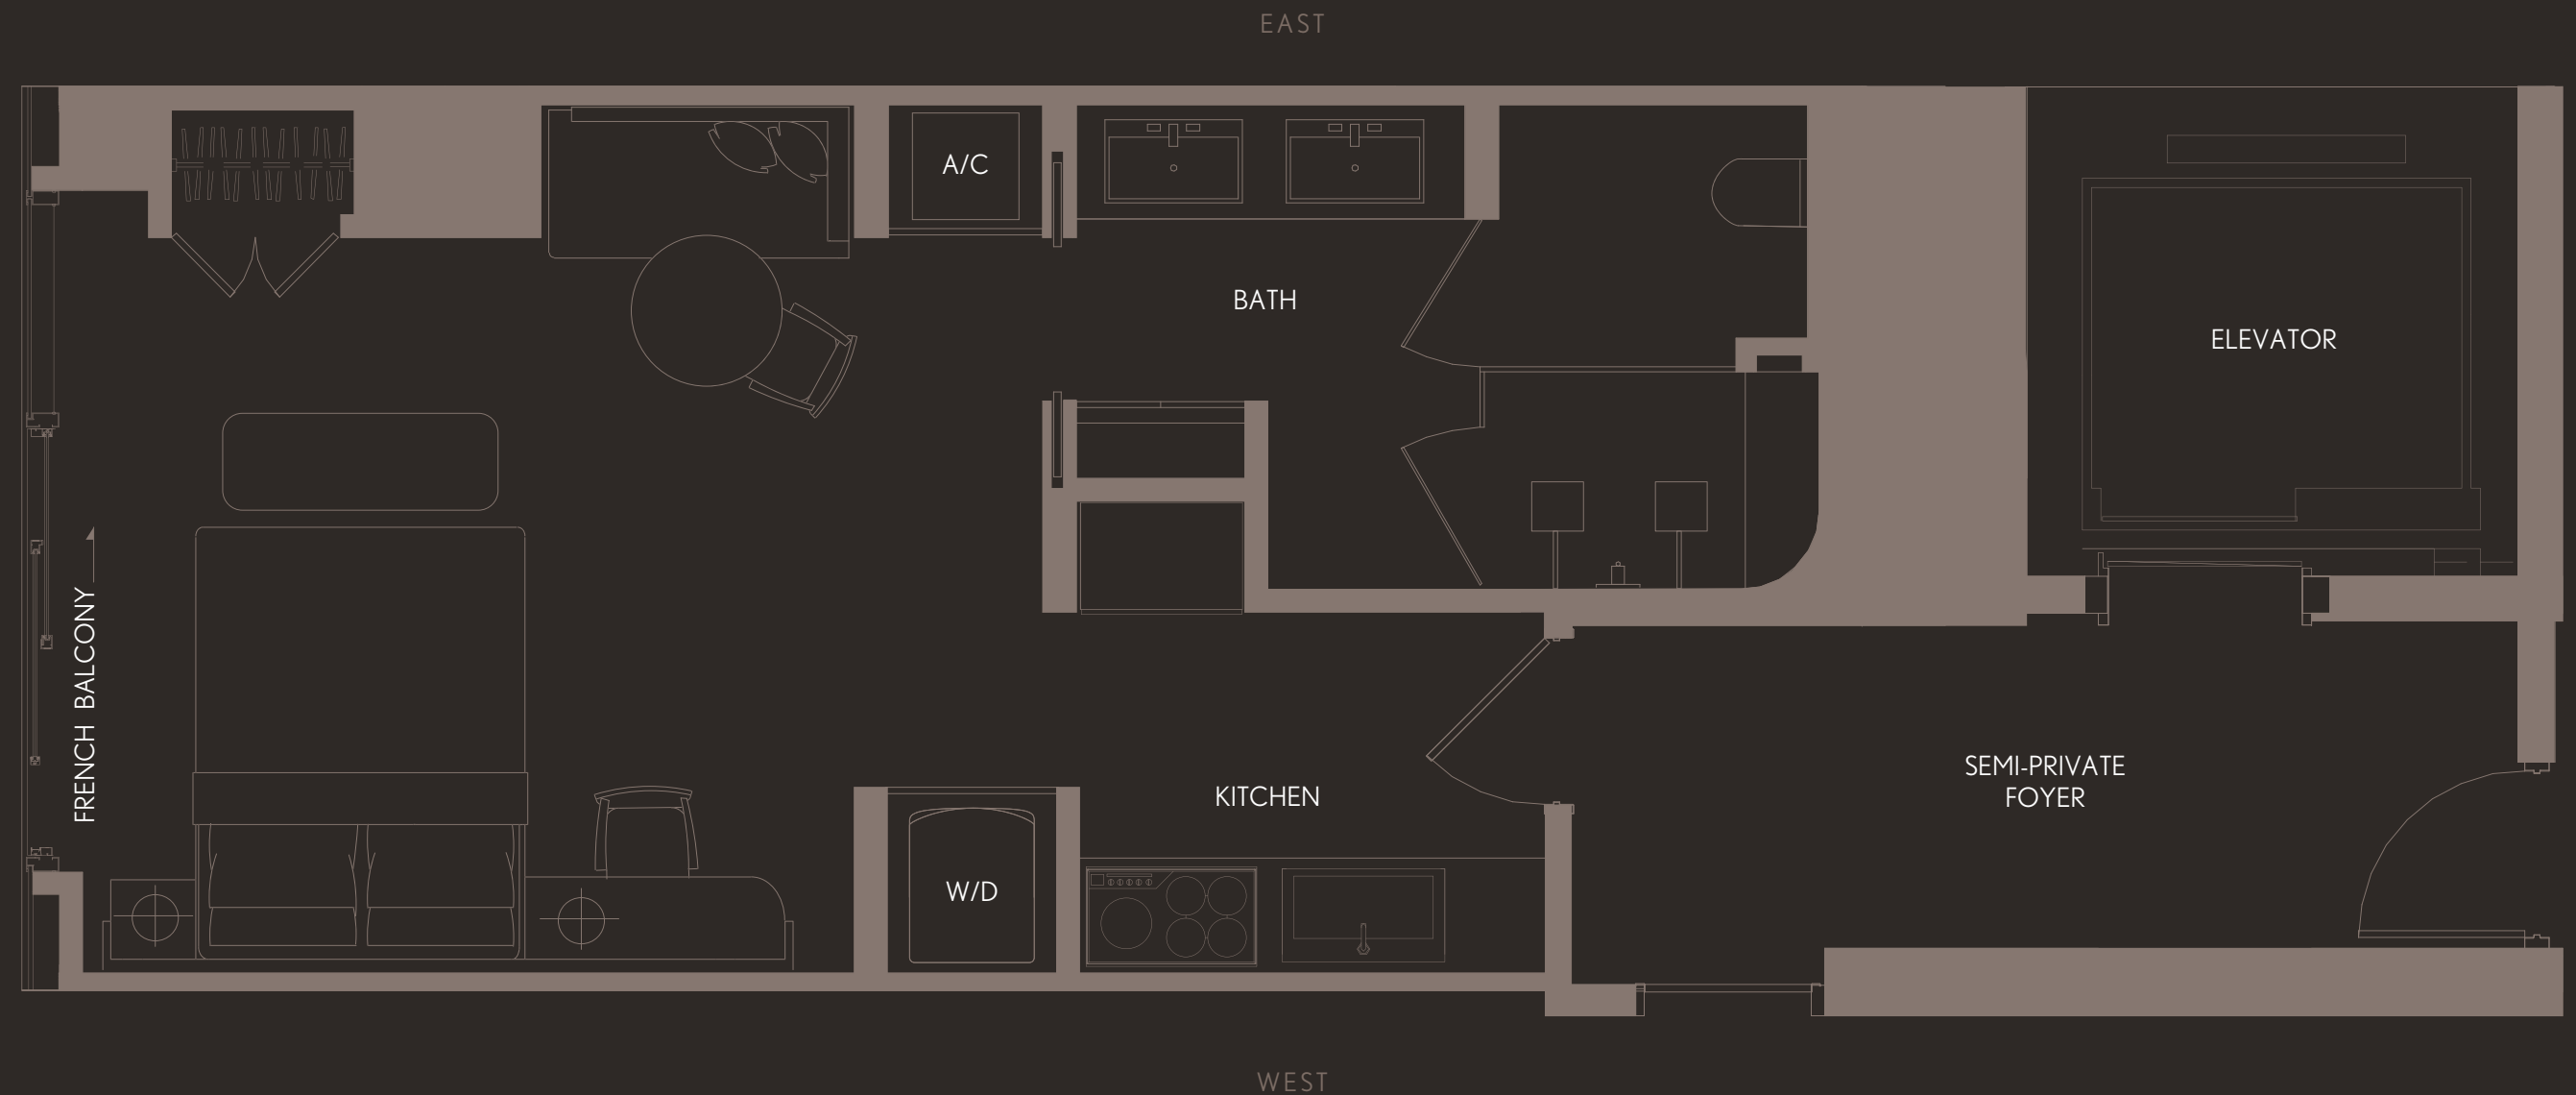 EAST
A/C
BATH
ELEVATOR
FRENCH BALCONY
SEMI-PRIVATE
FOYER
KITCHEN
W/D
WEST